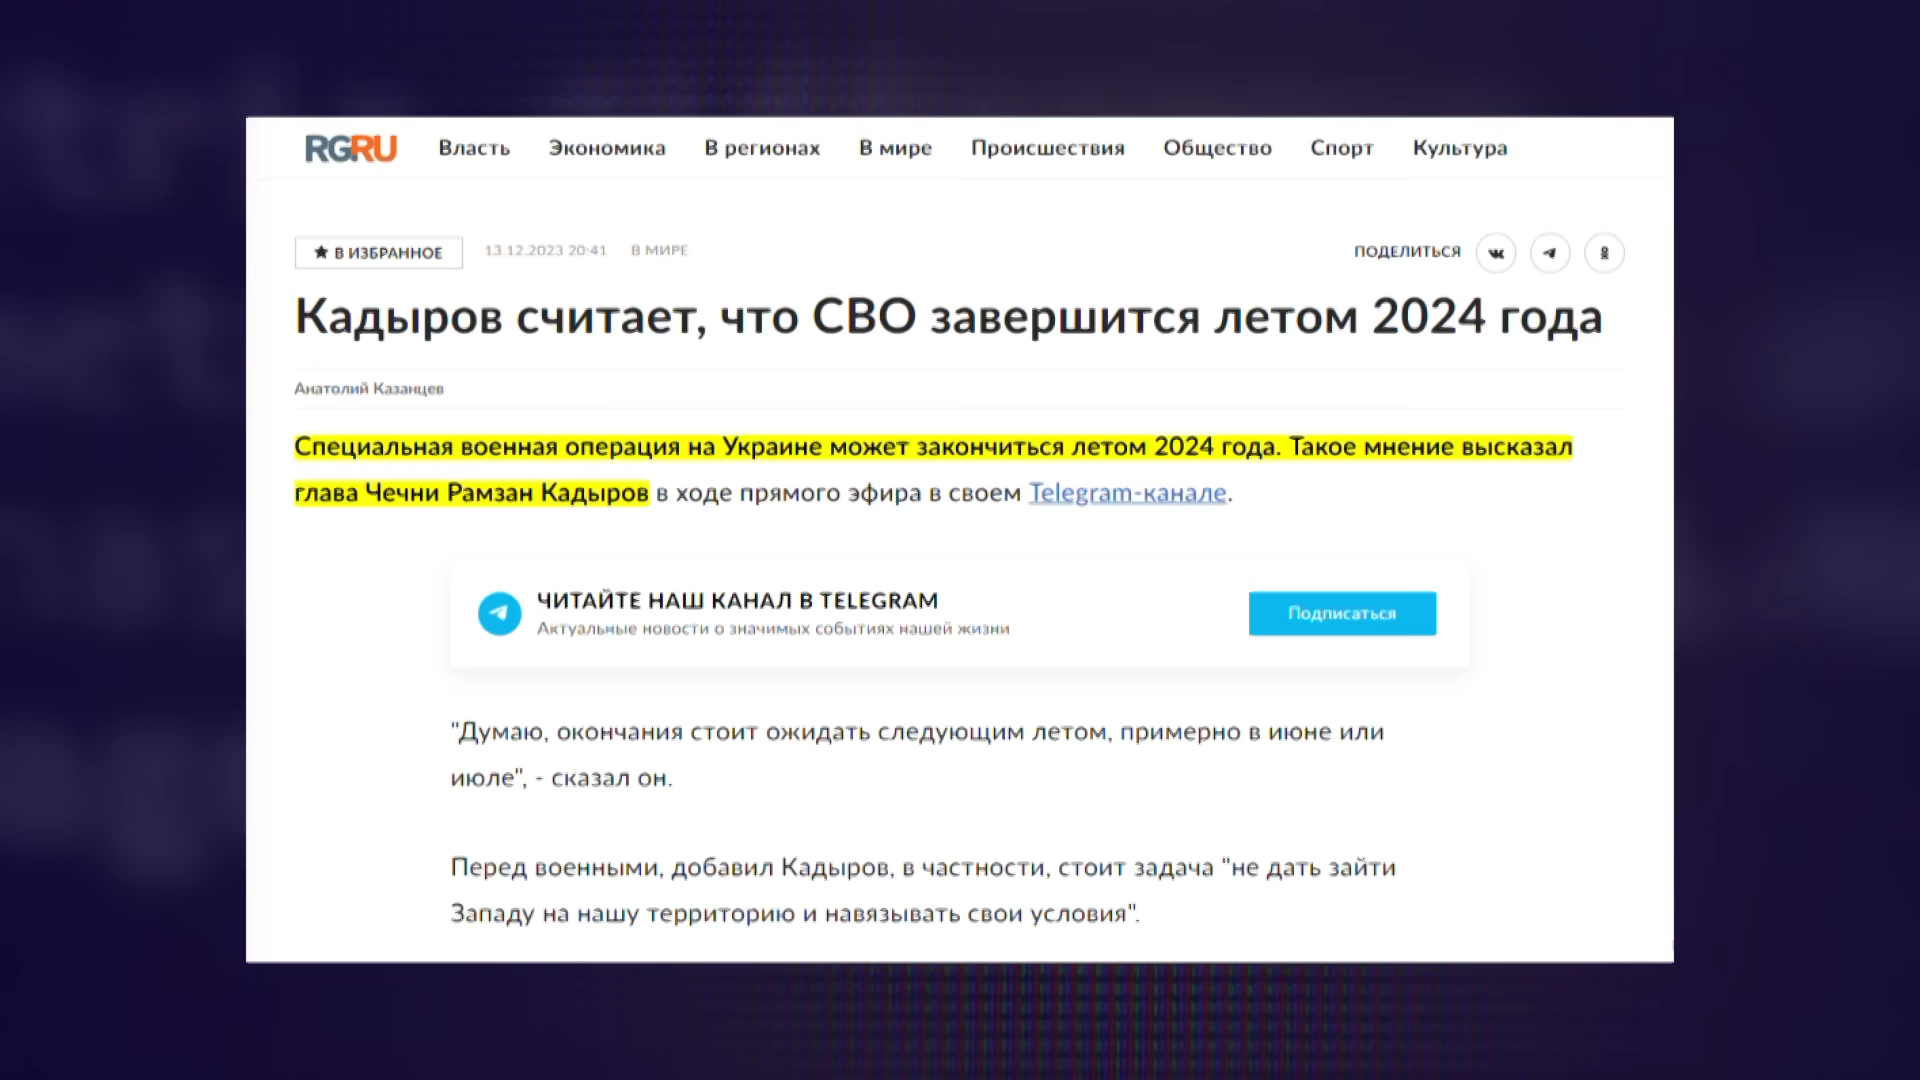 RGRU Власть Экономика В регионах В мире Происшествия Общество Спорт Культура
★ В ИЗБРАННОЕ 13.12.2023 20:41 В МИРЕ ПОДЕЛИТЬСЯ
Кадыров считает, что СВО завершится летом 2024 года
Анатолий Казанцев
Специальная военная операция на Украине может закончиться летом 2024 года. Такое мнение высказал
глава Чечни Рамзан Кадыров в ходе прямого эфира в своем Telegram-канале.
ЧИТАЙТЕ НАШ КАНАЛ В TELEGRAM
Актуальные новости о значимых событиях нашей жизни
Подписаться
"Думаю, окончания стоит ожидать следующим летом, примерно в июне или
июле", - сказал он.
Перед военными, добавил Кадыров, в частности, стоит задача "не дать зайти
Западу на нашу территорию и навязывать свои условия".